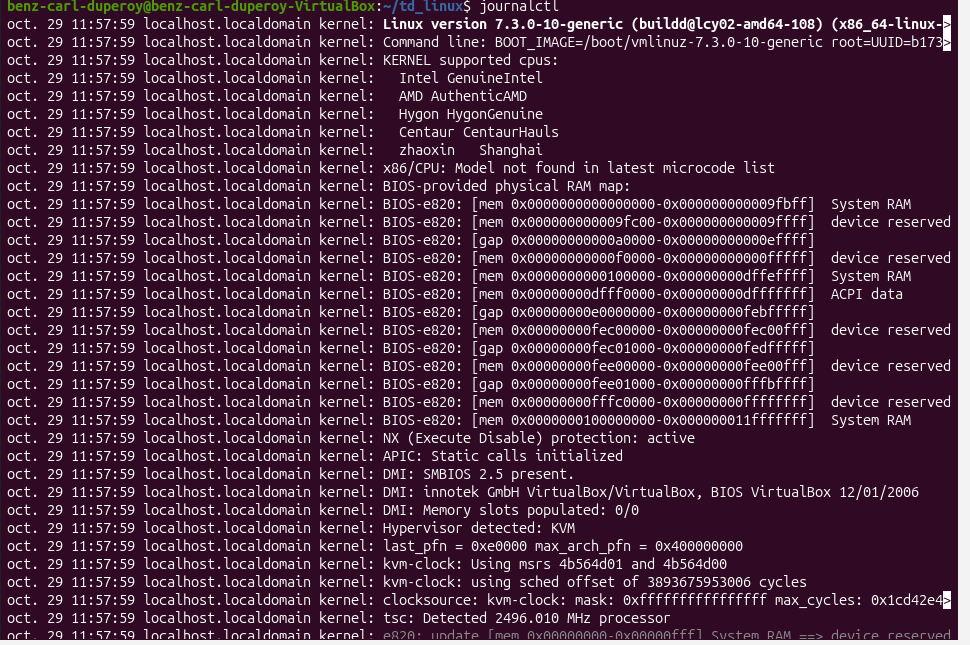 benz-carl-duperoy@benz-carl-duperoy-VirtualBox:~/td_linux$ journalctl
oct. 29 11:57:59 localhost.localdomain kernel: Linux version 7.3.0-10-generic (buildd@lcy02-amd64-108) (x86_64-linux->
oct. 29 11:57:59 localhost.localdomain kernel: Command line: BOOT_IMAGE=/boot/vmlinuz-7.3.0-10-generic root=UUID=b173>
oct. 29 11:57:59 localhost.localdomain kernel: KERNEL supported cpus:
oct. 29 11:57:59 localhost.localdomain kernel:   Intel GenuineIntel
oct. 29 11:57:59 localhost.localdomain kernel:   AMD AuthenticAMD
oct. 29 11:57:59 localhost.localdomain kernel:   Hygon HygonGenuine
oct. 29 11:57:59 localhost.localdomain kernel:   Centaur CentaurHauls
oct. 29 11:57:59 localhost.localdomain kernel:   zhaoxin   Shanghai
oct. 29 11:57:59 localhost.localdomain kernel: x86/CPU: Model not found in latest microcode list
oct. 29 11:57:59 localhost.localdomain kernel: BIOS-provided physical RAM map:
oct. 29 11:57:59 localhost.localdomain kernel: BIOS-e820: [mem 0x0000000000000000-0x000000000009fbff]  System RAM
oct. 29 11:57:59 localhost.localdomain kernel: BIOS-e820: [mem 0x000000000009fc00-0x000000000009ffff]  device reserved
oct. 29 11:57:59 localhost.localdomain kernel: BIOS-e820: [gap 0x00000000000a0000-0x00000000000effff]
oct. 29 11:57:59 localhost.localdomain kernel: BIOS-e820: [mem 0x00000000000f0000-0x00000000000fffff]  device reserved
oct. 29 11:57:59 localhost.localdomain kernel: BIOS-e820: [mem 0x0000000000100000-0x00000000dffeffff]  System RAM
oct. 29 11:57:59 localhost.localdomain kernel: BIOS-e820: [mem 0x00000000dfff0000-0x00000000dfffffff]  ACPI data
oct. 29 11:57:59 localhost.localdomain kernel: BIOS-e820: [gap 0x00000000e0000000-0x00000000febfffff]
oct. 29 11:57:59 localhost.localdomain kernel: BIOS-e820: [mem 0x00000000fec00000-0x00000000fec00fff]  device reserved
oct. 29 11:57:59 localhost.localdomain kernel: BIOS-e820: [gap 0x00000000fec01000-0x00000000fedfffff]
oct. 29 11:57:59 localhost.localdomain kernel: BIOS-e820: [mem 0x00000000fee00000-0x00000000fee00fff]  device reserved
oct. 29 11:57:59 localhost.localdomain kernel: BIOS-e820: [gap 0x00000000fee01000-0x00000000fffbffff]
oct. 29 11:57:59 localhost.localdomain kernel: BIOS-e820: [mem 0x00000000fffc0000-0x00000000ffffffff]  device reserved
oct. 29 11:57:59 localhost.localdomain kernel: BIOS-e820: [mem 0x0000000100000000-0x000000011fffffff]  System RAM
oct. 29 11:57:59 localhost.localdomain kernel: NX (Execute Disable) protection: active
oct. 29 11:57:59 localhost.localdomain kernel: APIC: Static calls initialized
oct. 29 11:57:59 localhost.localdomain kernel: DMI: SMBIOS 2.5 present.
oct. 29 11:57:59 localhost.localdomain kernel: DMI: innotek GmbH VirtualBox/VirtualBox, BIOS VirtualBox 12/01/2006
oct. 29 11:57:59 localhost.localdomain kernel: DMI: Memory slots populated: 0/0
oct. 29 11:57:59 localhost.localdomain kernel: Hypervisor detected: KVM
oct. 29 11:57:59 localhost.localdomain kernel: last_pfn = 0xe0000 max_arch_pfn = 0x400000000
oct. 29 11:57:59 localhost.localdomain kernel: kvm-clock: Using msrs 4b564d01 and 4b564d00
oct. 29 11:57:59 localhost.localdomain kernel: kvm-clock: using sched offset of 3893675953006 cycles
oct. 29 11:57:59 localhost.localdomain kernel: clocksource: kvm-clock: mask: 0xffffffffffffffff max_cycles: 0x1cd42e4>
oct. 29 11:57:59 localhost.localdomain kernel: tsc: Detected 2496.010 MHz processor
oct. 29 11:57:59 localhost.localdomain kernel: e820: update [mem 0x00000000-0x00000fff] System RAM ==> device reserved